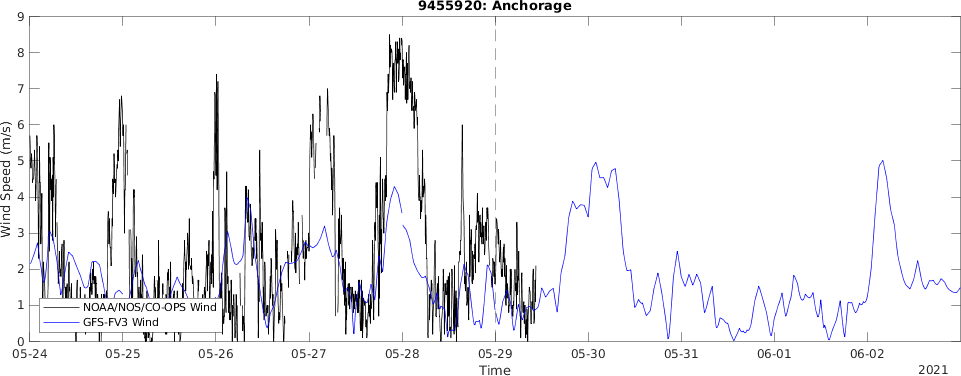 9455920: Anchorage
Wind Speed (m/s)
9
8
7
6
5
4
3
2
1
0
NOAA/NOS/CO-OPS Wind
GFS-FV3 Wind
05-24 05-25 05-26 05-27 05-28 05-29 05-30 05-31 06-01 06-02
Time
2021